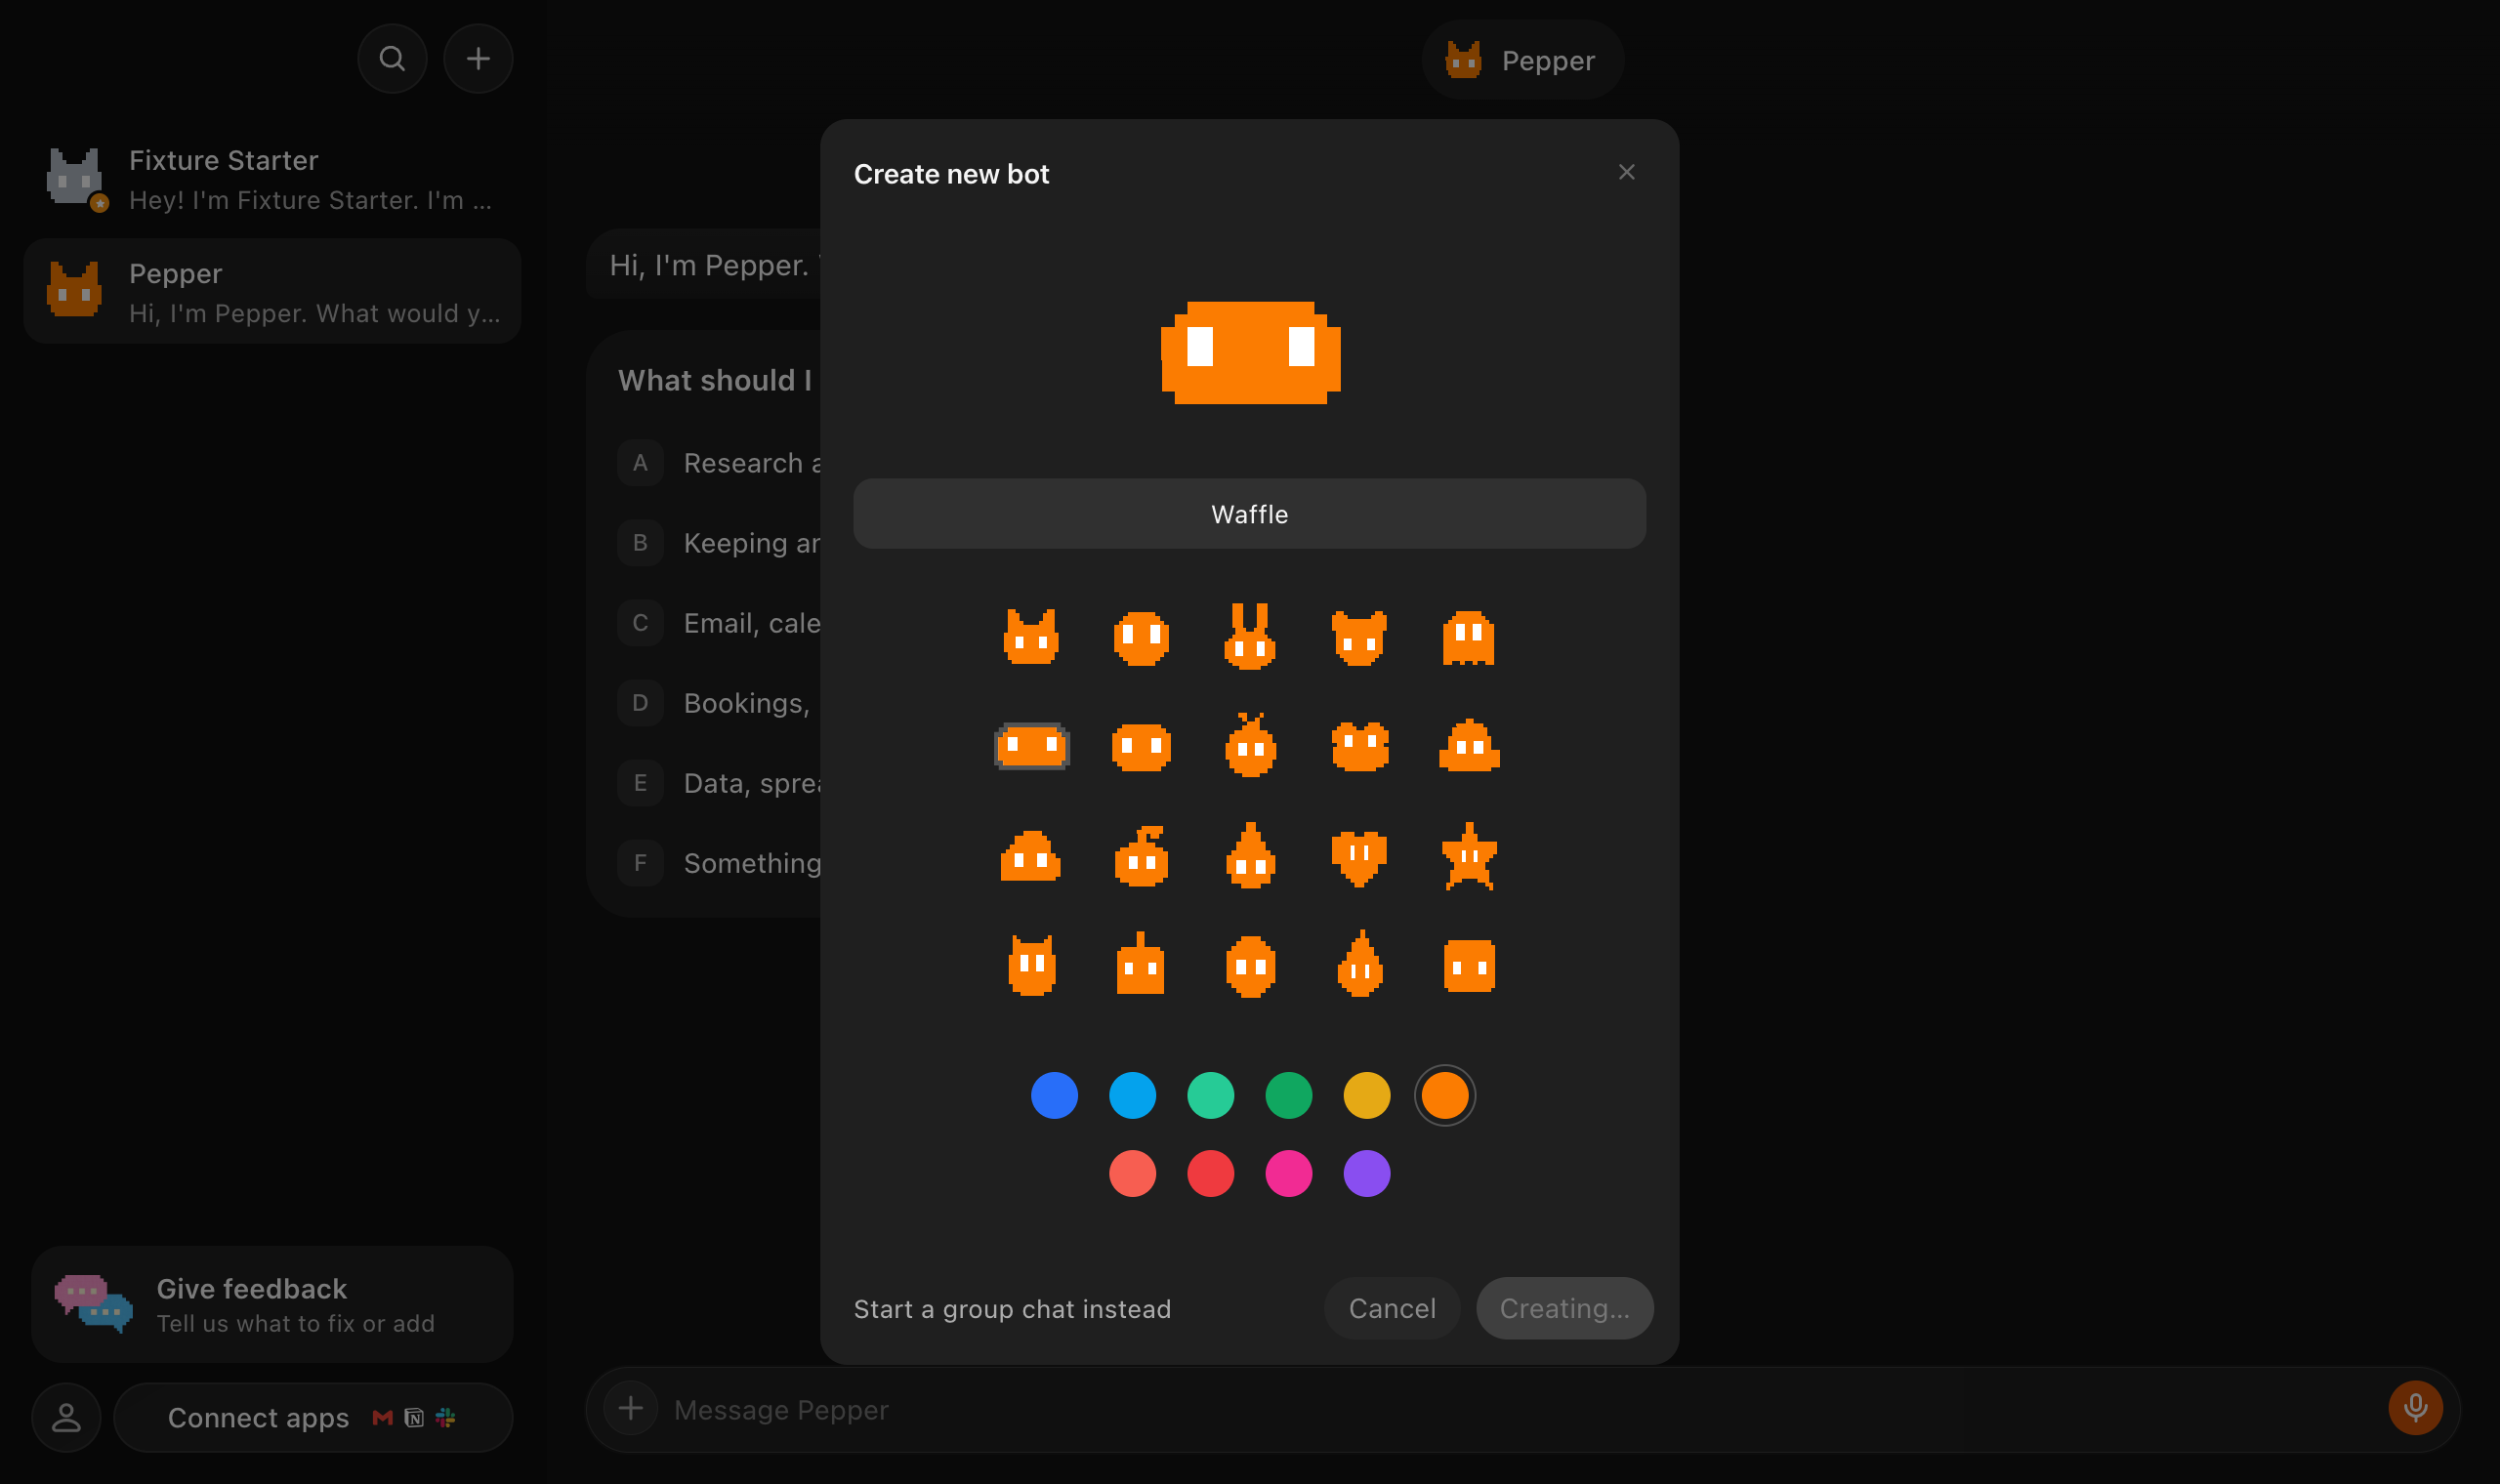 Fixture Starter
Hey! I'm Fixture Starter. I'm ...
Pepper
Hi, I'm Pepper. What would y...
Give feedback
Tell us what to fix or add
Connect apps
Pepper
Hi, I'm Pepper.
What should I
A
Research a
B
Keeping ar
C
Email, cale
D
Bookings,
E
Data, sprea
F
Something
Message Pepper
Create new bot
Waffle
Start a group chat instead
Cancel
Creating...